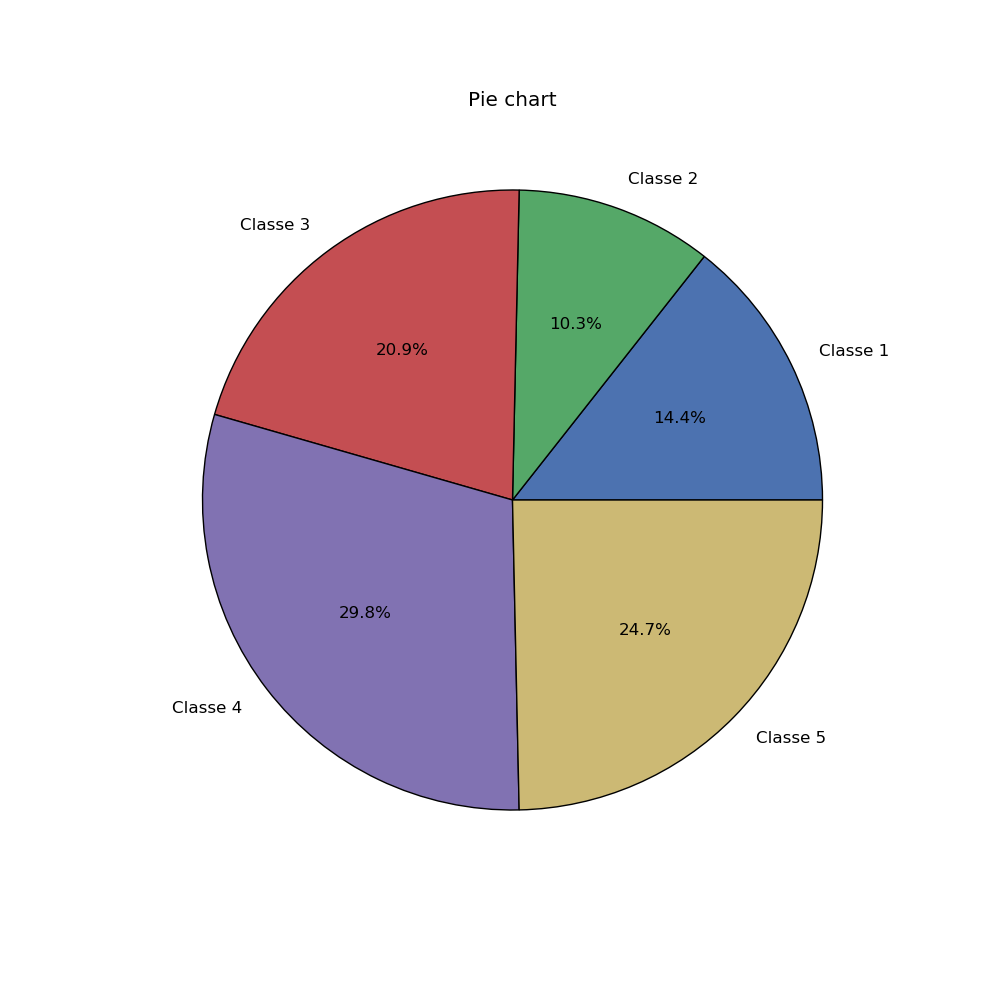 Pie chart
Classe 2
Classe 3
10.3%
20.9%
Classe 1
14.4%
29.8%
24.7%
Classe 4
Classe 5